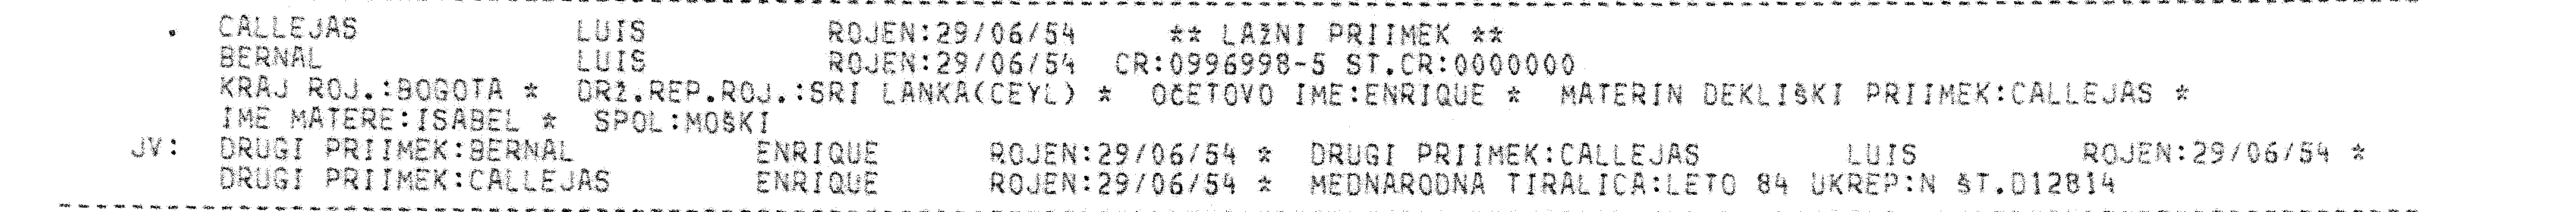 . CALLEJAS LUIS ROJEN:29/06/54 ** LAŽNI PRIIMEK **
BERNAL LUIS ROJEN:29/06/54 CR:0996998-5 ST.CR:0000000
KRAJ ROJ.:BOGOTA * DRŽ.REP.ROJ.:SRI LANKA(CEYL) * OČETOVO IME:ENRIQUE * MATERIN DEKLIŠKI PRIIMEK:CALLEJAS *
IME MATERE:ISABEL * SPOL:MOŠKI
JV: DRUGI PRIIMEK:BERNAL ENRIQUE ROJEN:29/06/54 * DRUGI PRIIMEK:CALLEJAS LUIS ROJEN:29/06/54 *
DRUGI PRIIMEK:CALLEJAS ENRIQUE ROJEN:29/06/54 * MEDNARODNA TIRALICA:LETO 84 UKREP:N ŠT.D12814